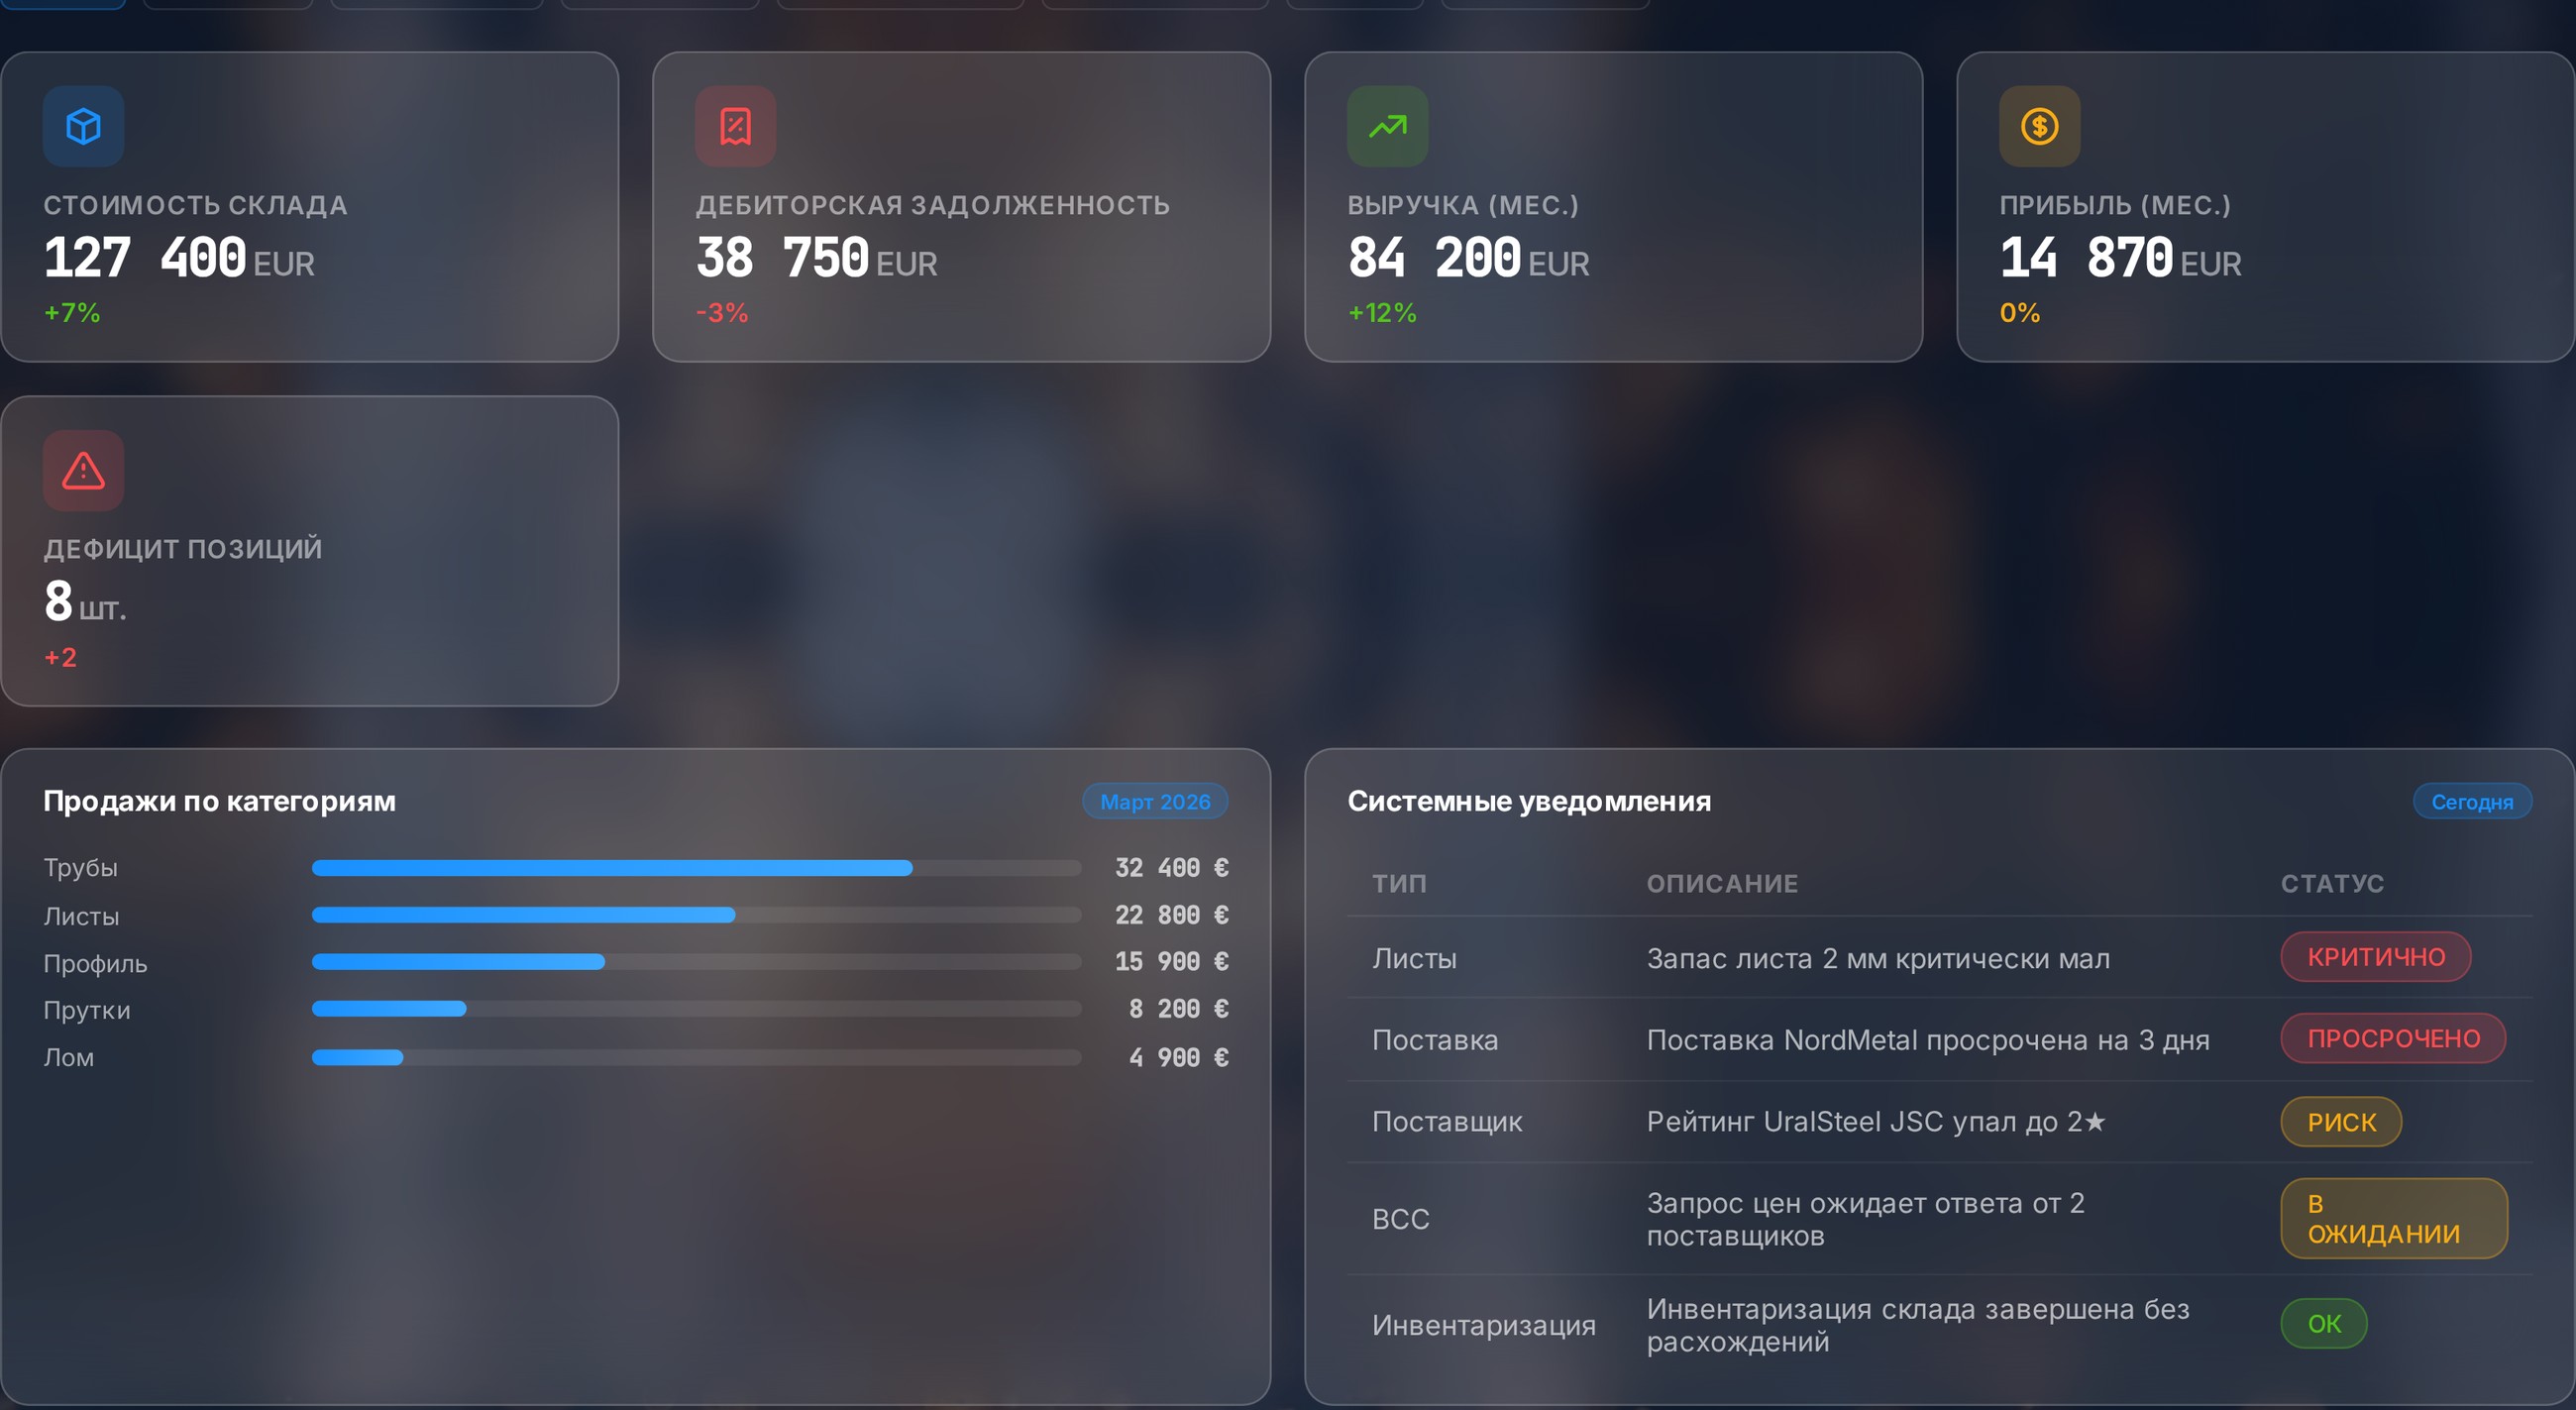 СТОИМОСТЬ СКЛАДА
127 400 EUR
+7%
ДЕБИТОРСКАЯ ЗАДОЛЖЕННОСТЬ
38 750 EUR
-3%
ВЫРУЧКА (МЕС.)
84 200 EUR
+12%
ПРИБЫЛЬ (МЕС.)
14 870 EUR
0%
ДЕФИЦИТ ПОЗИЦИЙ
8 шт.
+2
Продажи по категориям Март 2026
Трубы 32 400 €
Листы 22 800 €
Профиль 15 900 €
Прутки 8 200 €
Лом 4 900 €
Системные уведомления Сегодня
ТИП ОПИСАНИЕ СТАТУС
Листы Запас листа 2 мм критически мал КРИТИЧНО
Поставка Поставка NordMetal просрочена на 3 дня ПРОСРОЧЕНО
Поставщик Рейтинг UralSteel JSC упал до 2★ РИСК
ВСС
Запрос цен ожидает ответа от 2
поставщиков
В
ОЖИДАНИИ
Инвентаризация
Инвентаризация склада завершена без
расхождений
ОК